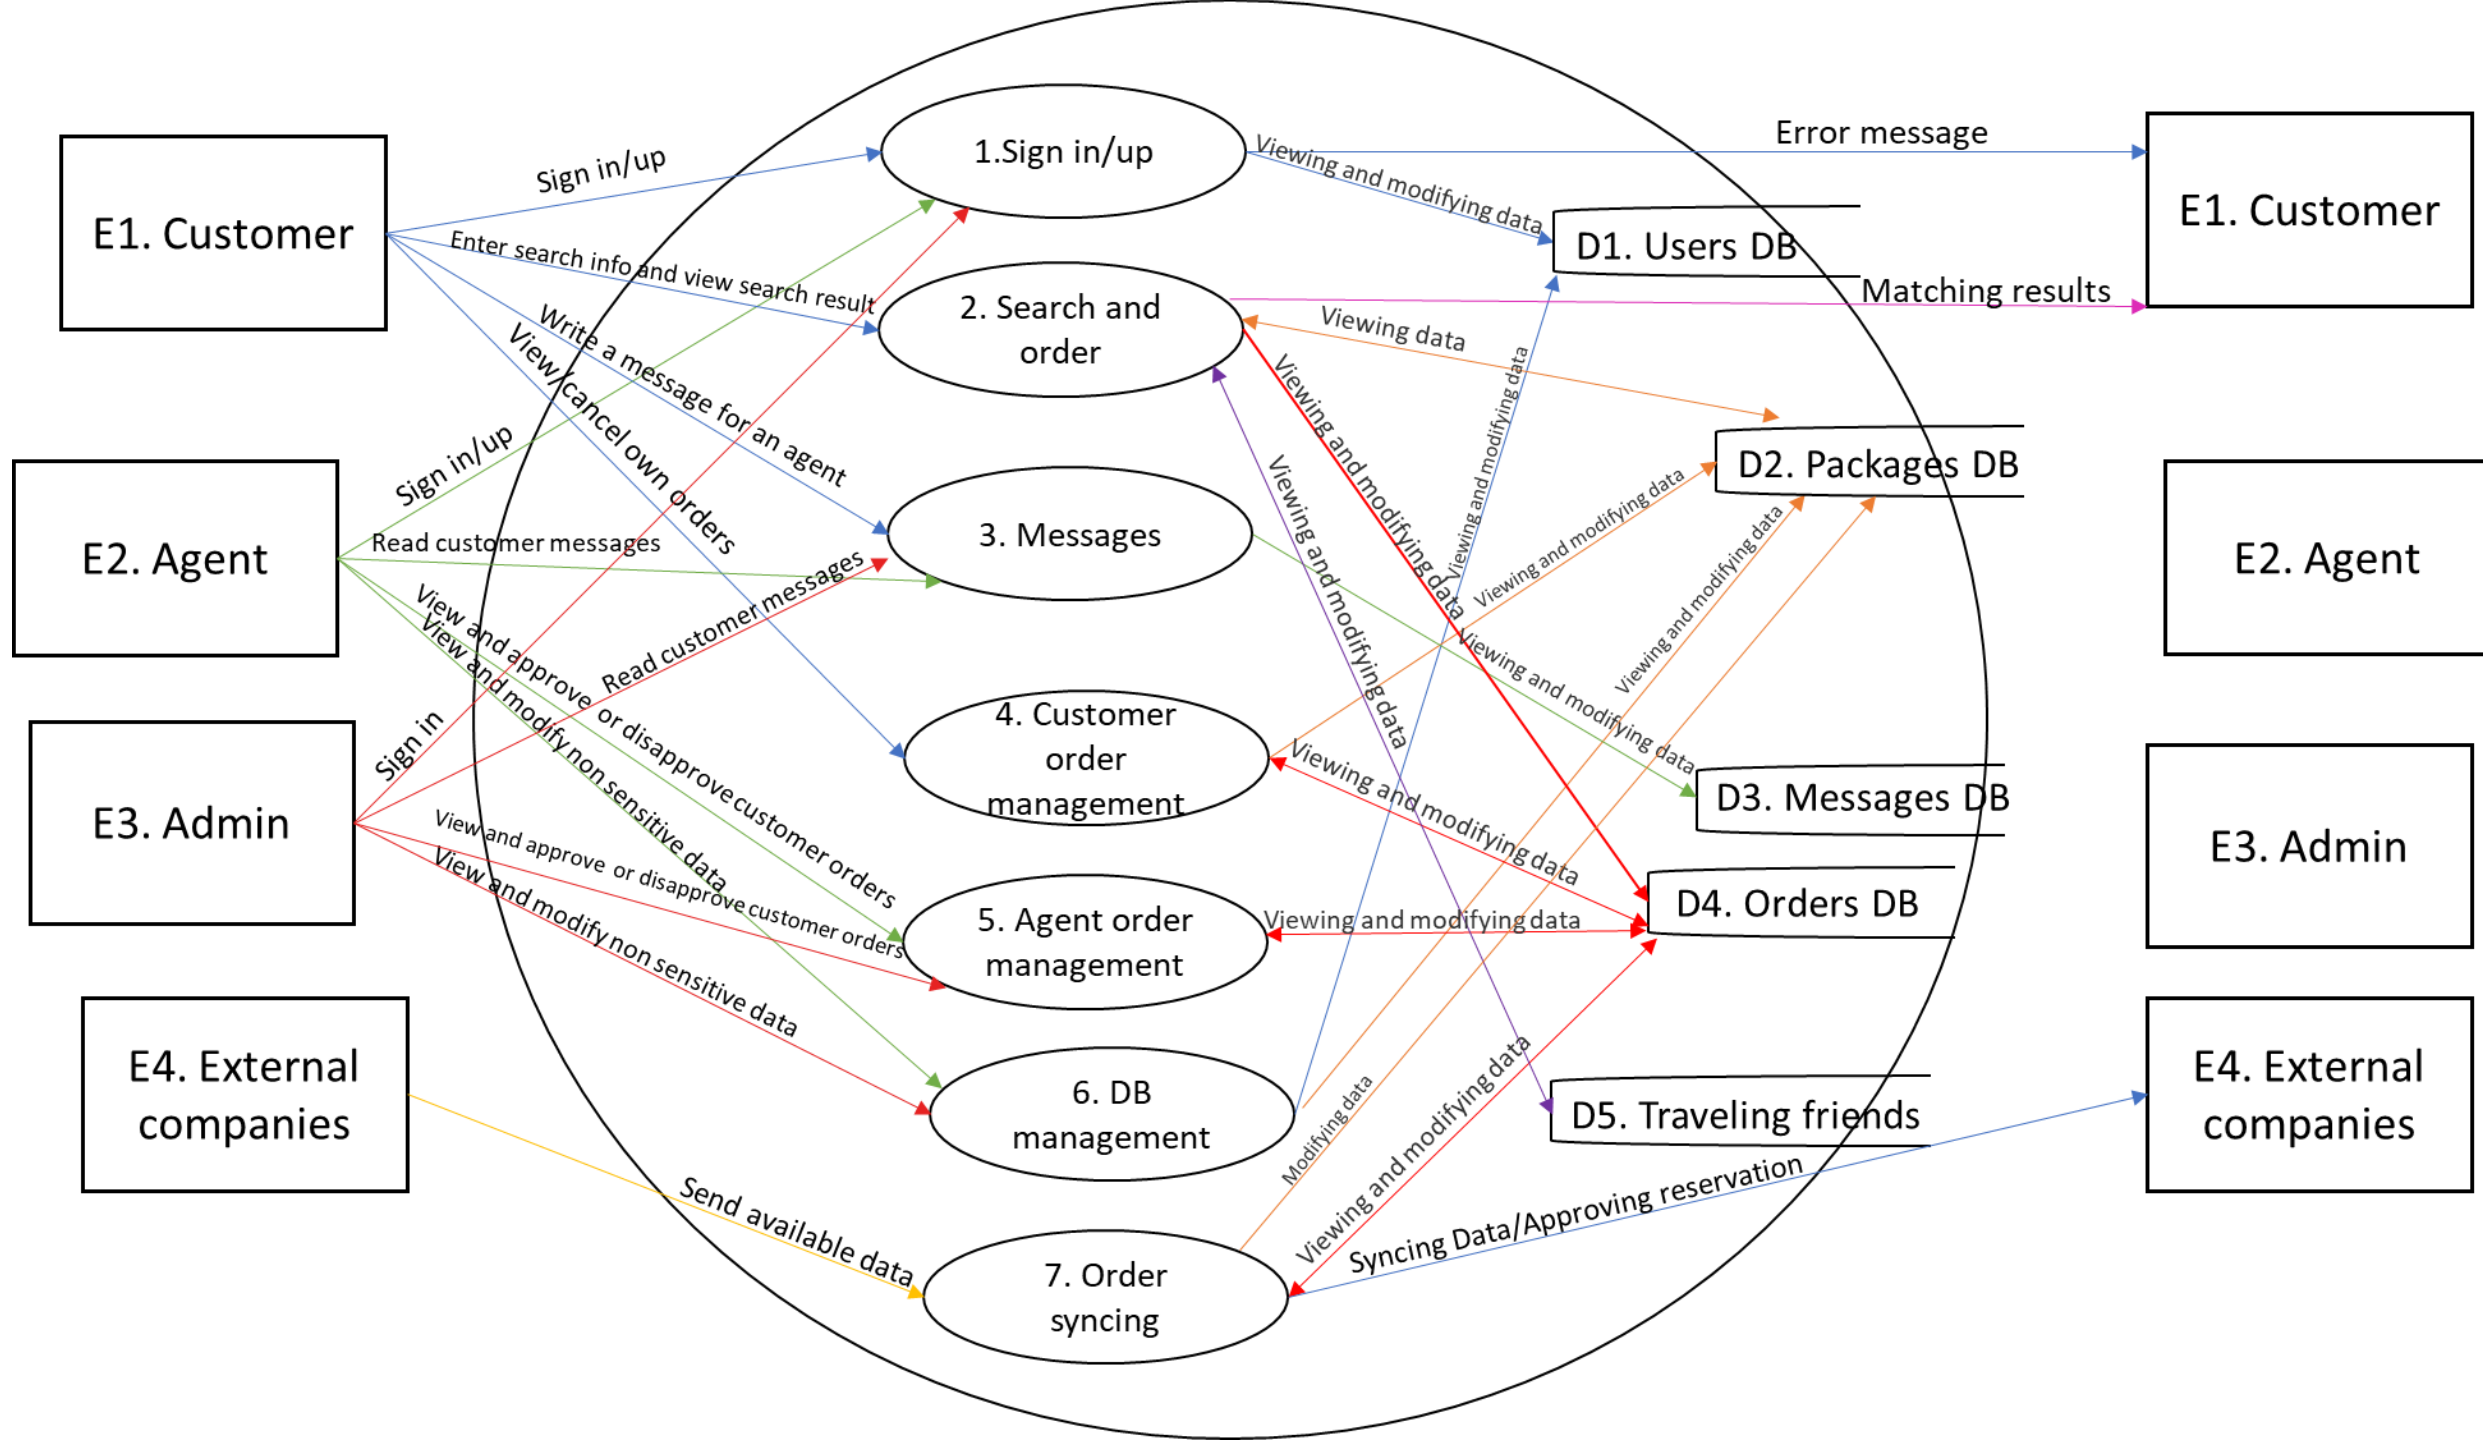 E1. Customer
E2. Agent
E3. Admin
E4. External
companies
Sign in/up
Enter search info and view search result
Write a message for an agent
View/cancel own orders
Sign in/up
Read customer messages
View and approve or disapprove customer orders
View and modify non sensitive data
Sign in
Read customer messages
View and approve or disapprove customer orders
View and modify non sensitive data
Send available data
1.Sign in/up
2. Search and
order
3. Messages
4. Customer
order
management
5. Agent order
management
6. DB
management
7. Order
syncing
Viewing and modifying data
Error message
Matching results
Viewing data
Viewing and modifying data
Viewing and modifying data
Viewing and modifying data
Viewing and modifying data
Viewing and modifying data
Viewing and modifying data
Viewing and modifying data
Viewing and modifying data
Modifying data
Viewing and modifying data
Syncing Data/Approving reservation
Viewing and modifying data
D1. Users DB
D2. Packages DB
D3. Messages DB
D4. Orders DB
D5. Traveling friends
E1. Customer
E2. Agent
E3. Admin
E4. External
companies